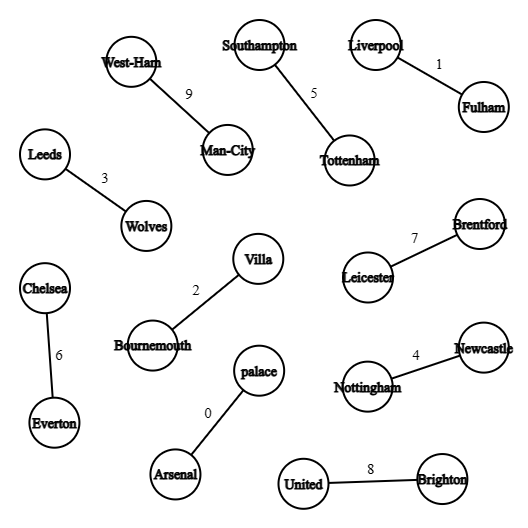 Southampton
Liverpool
West-Ham
1
9
5
Fulham
Man-City
Leeds
Tottenham
3
Wolves
Brentford
7
Villa
Leicester
Chelsea
2
Bournemouth
6
Newcastle
4
palace
Nottingham
0
Everton
8
Arsenal
United
Brighton